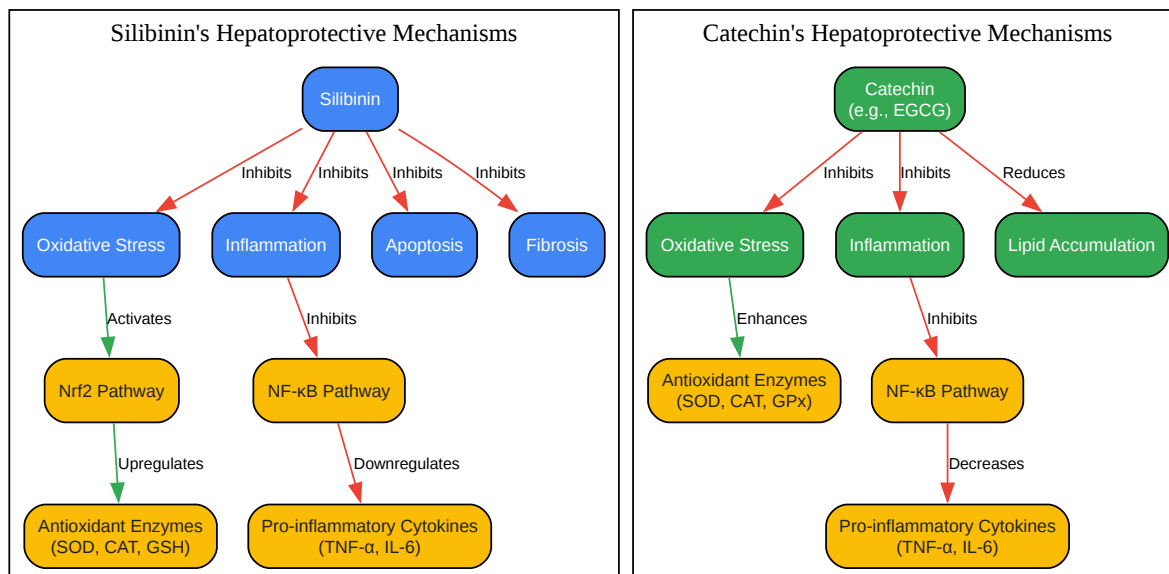 Silibinin's Hepatoprotective Mechanisms
Silibinin
Inhibits
Inhibits
Inhibits
Inhibits
Oxidative Stress
Inflammation
Apoptosis
Fibrosis
Activates
Inhibits
Nrf2 Pathway
NF-κB Pathway
Upregulates
Downregulates
Antioxidant Enzymes
(SOD, CAT, GSH)
Pro-inflammatory Cytokines
(TNF-α, IL-6)
Catechin's Hepatoprotective Mechanisms
Catechin
(e.g., EGCG)
Inhibits
Inhibits
Reduces
Oxidative Stress
Inflammation
Lipid Accumulation
Enhances
Inhibits
Antioxidant Enzymes
(SOD, CAT, GPx)
NF-κB Pathway
Decreases
Pro-inflammatory Cytokines
(TNF-α, IL-6)